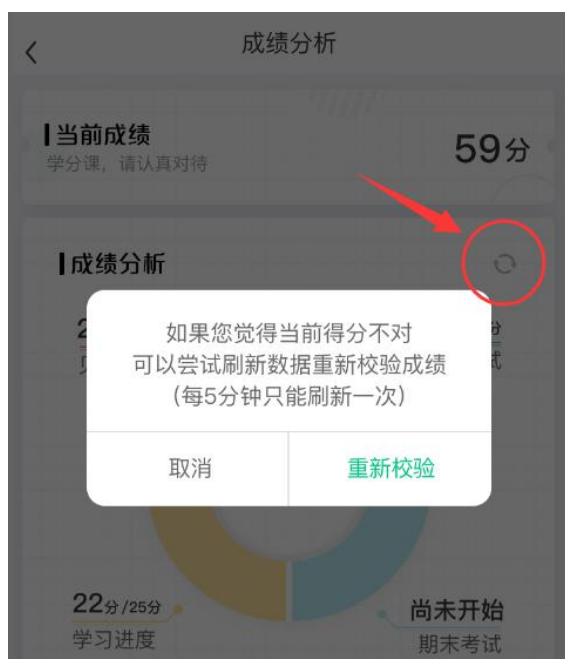 成绩分析
当前成绩
59分
学分课，请认真对待
成绩分析
如果您觉得当前得分不对
可以尝试刷新数据重新校验成绩
（每5分钟只能刷新一次）
取消
重新校验
22分/25分
学习进度
尚未开始
期末考试